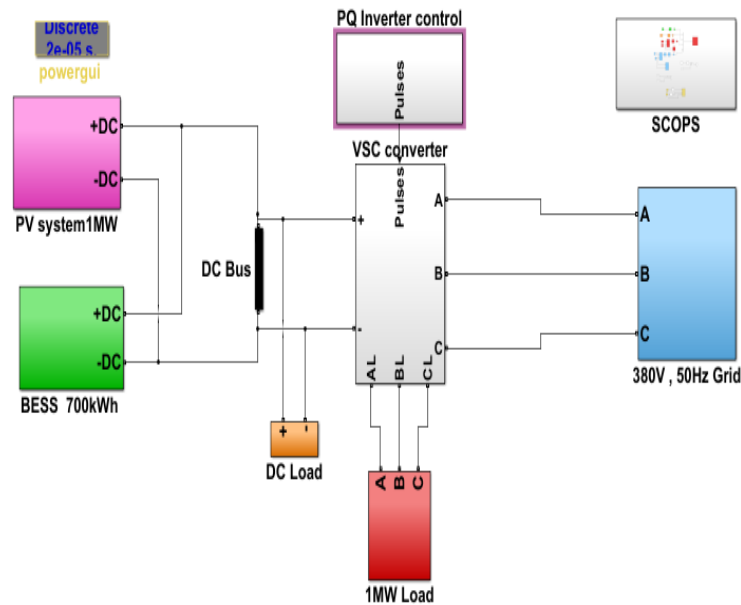 Discrete
2e-05 s.
powergui
PQ Inverter control
Pulses
SCOPS
VSC converter
Pulses
+DC
-DC
PV system1MW
+DC
-DC
BESS 700kWh
DC Bus
+
-
A
B
C
AL
BL
CL
A
B
C
380V , 50Hz Grid
+
-
DC Load
A
B
C
1MW Load